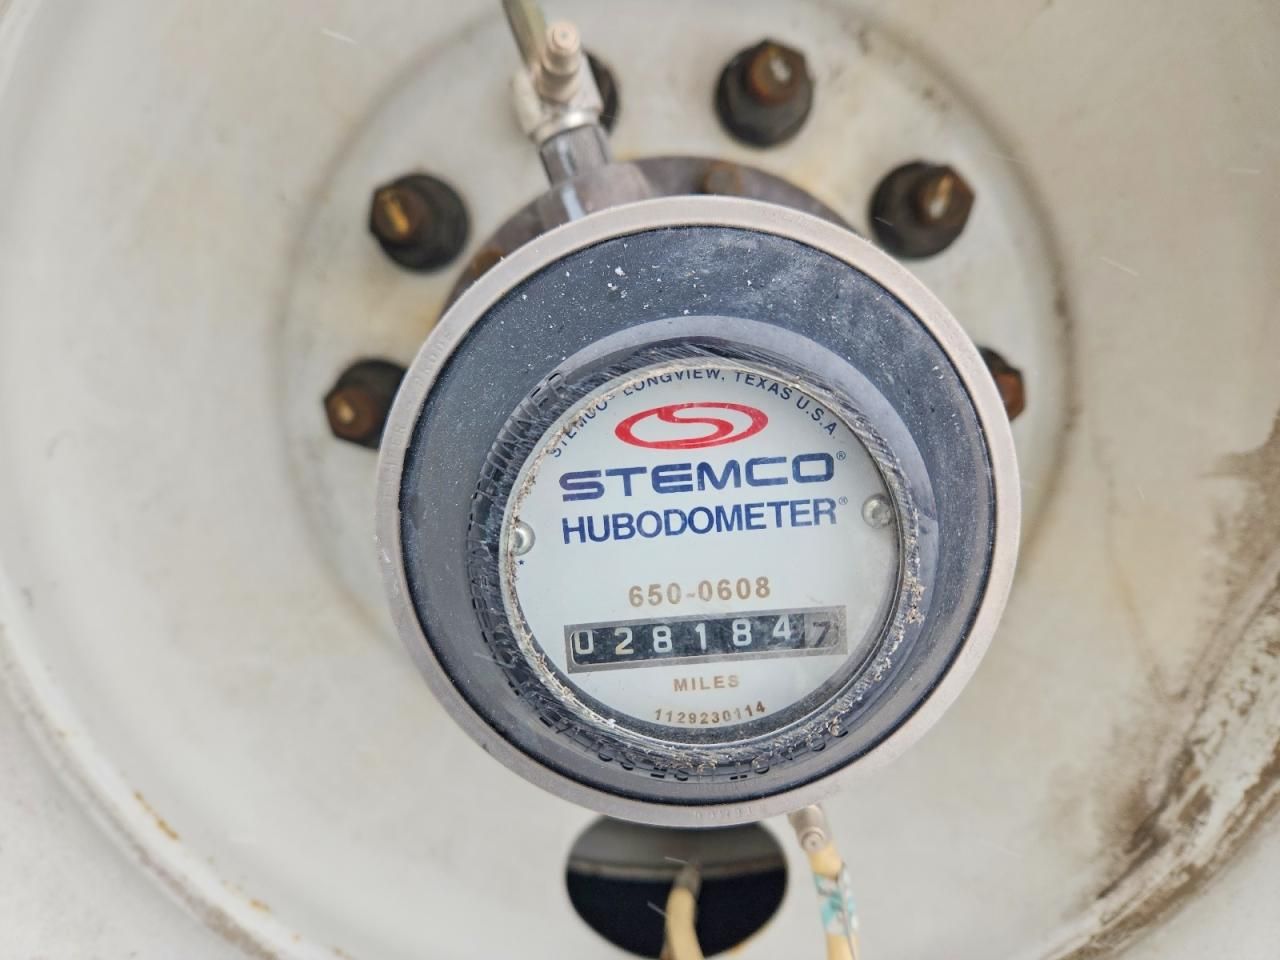 STEMCO® LONGVIEW, TEXAS U.S.A.
STEMCO®
HUBODOMETER®
650-0608
0281847
MILES
1129230114